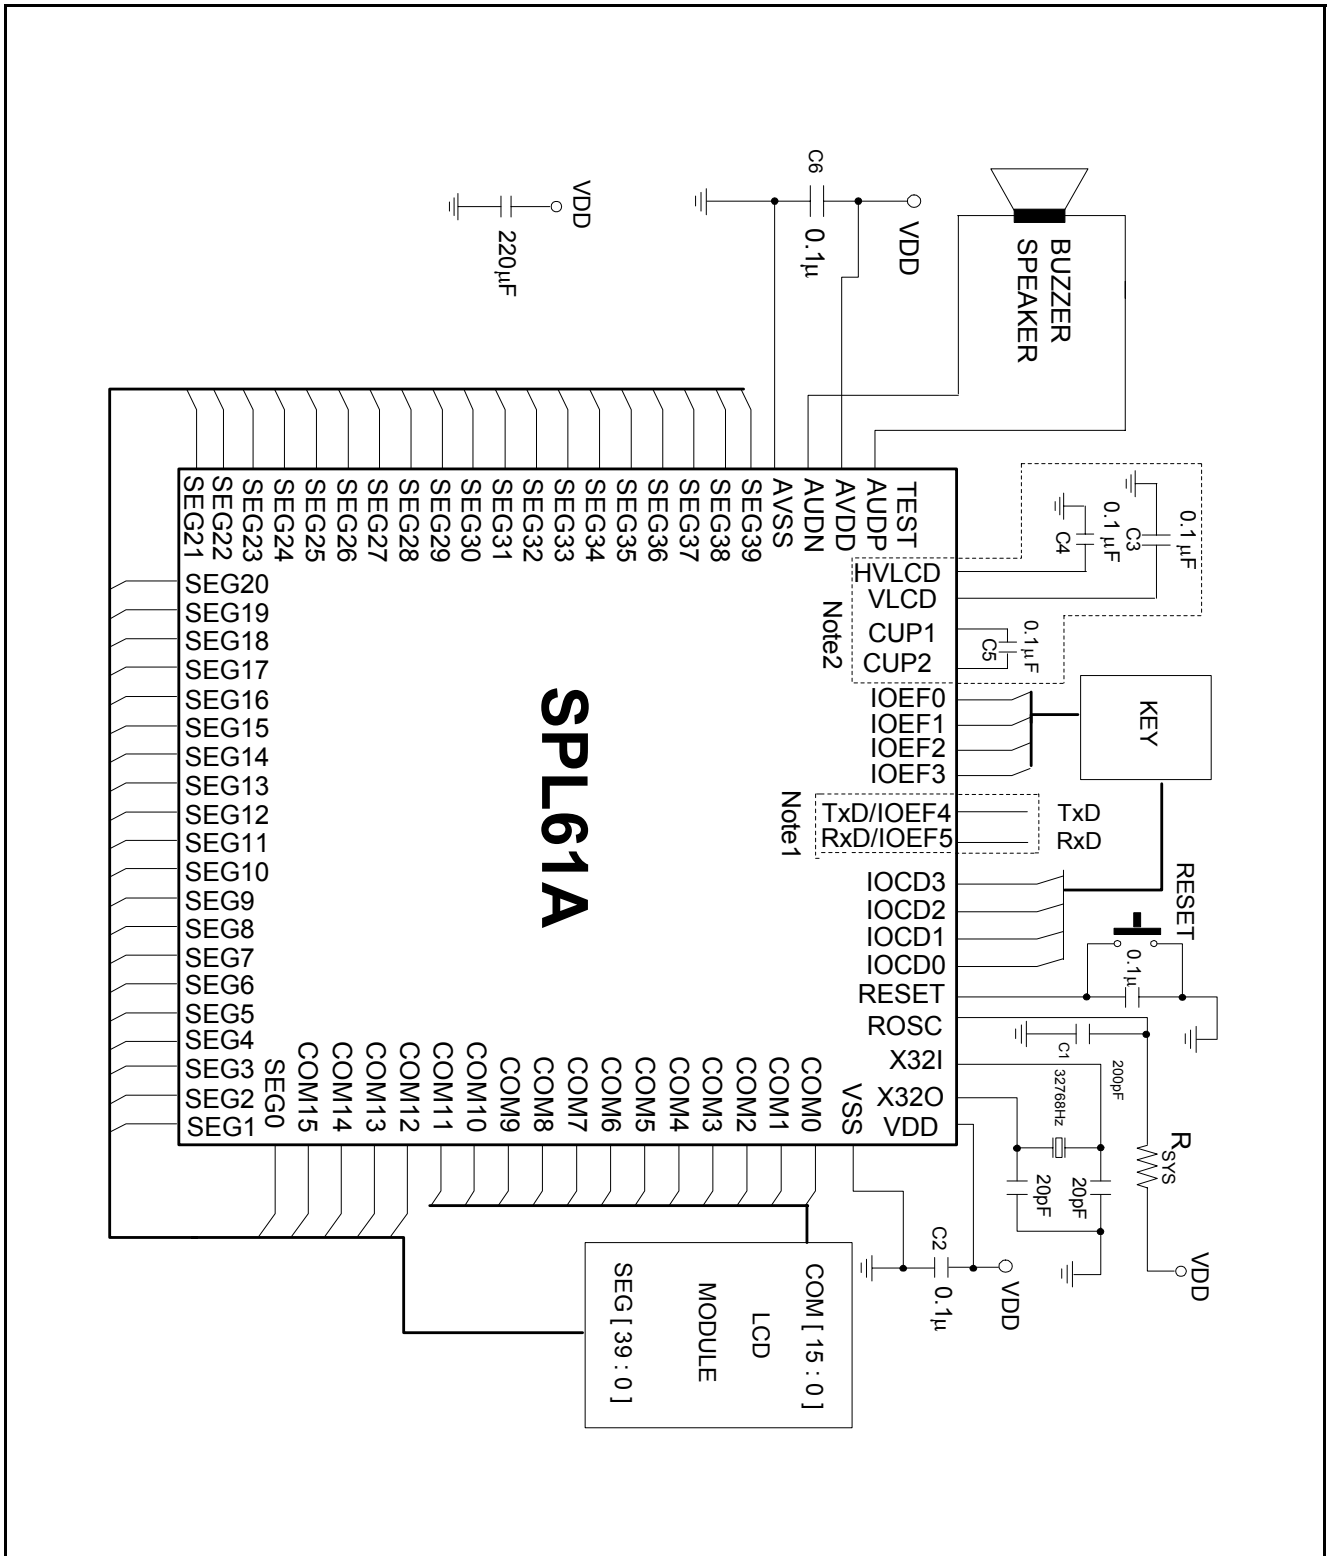 C6
0.1μ
VDD
VDD
220μF
BUZZER
SPEAKER
SEG21
SEG22
SEG23
SEG24
SEG25
SEG26
SEG27
SEG28
SEG29
SEG30
SEG31
SEG32
SEG33
SEG34
SEG35
SEG36
SEG37
SEG38
SEG39
AVSS
AUDN
AVDD
AUDP
TEST
HVLCD
VLCD
CUP1
CUP2
Note2
C4
0.1 μF
C3
0.1 μF
0.1μF
C5
IOEF0
IOEF1
IOEF2
IOEF3
KEY
TxD/IOEF4
RxD/IOEF5
Note1
TxD
RxD
IOCD3
IOCD2
IOCD1
IOCD0
RESET
ROSC
X32I
X32O
VDD
RESET
0.1μ
C1
200pF
32768Hz
RSYS
VDD
20pF
20pF
SPL61A
SEG20
SEG19
SEG18
SEG17
SEG16
SEG15
SEG14
SEG13
SEG12
SEG11
SEG10
SEG9
SEG8
SEG7
SEG6
SEG5
SEG4
SEG3
SEG2
SEG1
SEG0
COM15
COM14
COM13
COM12
COM11
COM10
COM9
COM8
COM7
COM6
COM5
COM4
COM3
COM2
COM1
COM0
VSS
C2
0.1μ
VDD
COM [ 15 : 0 ]
LCD
MODULE
SEG [ 39 : 0 ]